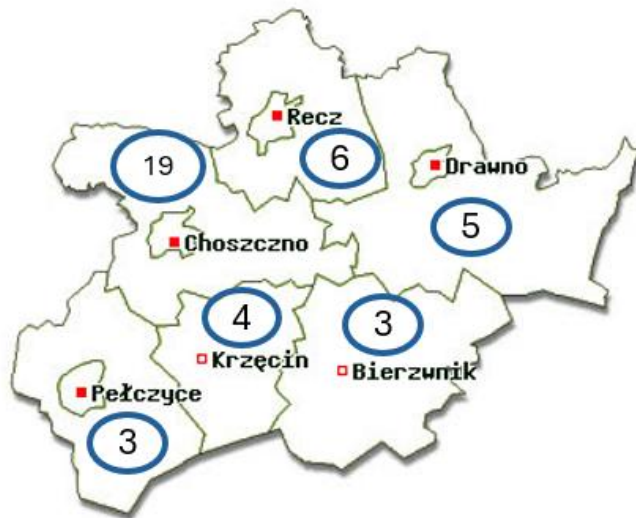 Recz
6
Drawno
19
5
Choszczno
4
3
Krzęcin
Bierzwnik
Pełczyce
3